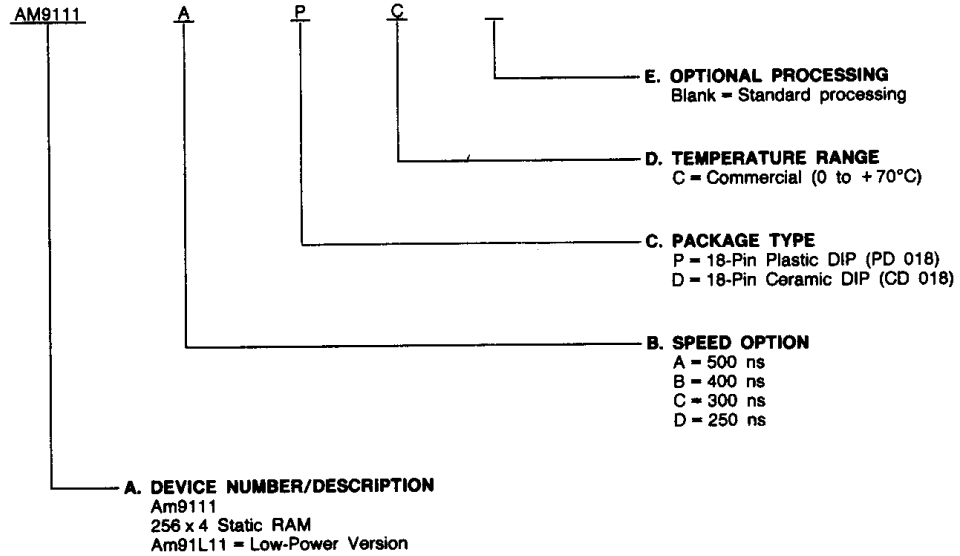 AM9111 A P C
E. OPTIONAL PROCESSING
Blank = Standard processing
D. TEMPERATURE RANGE
C = Commercial (0 to +70°C)
C. PACKAGE TYPE
P = 18-Pin Plastic DIP (PD 018)
D = 18-Pin Ceramic DIP (CD 018)
B. SPEED OPTION
A = 500 ns
B = 400 ns
C = 300 ns
D = 250 ns
A. DEVICE NUMBER/DESCRIPTION
Am9111
256 x 4 Static RAM
Am91L11 = Low-Power Version